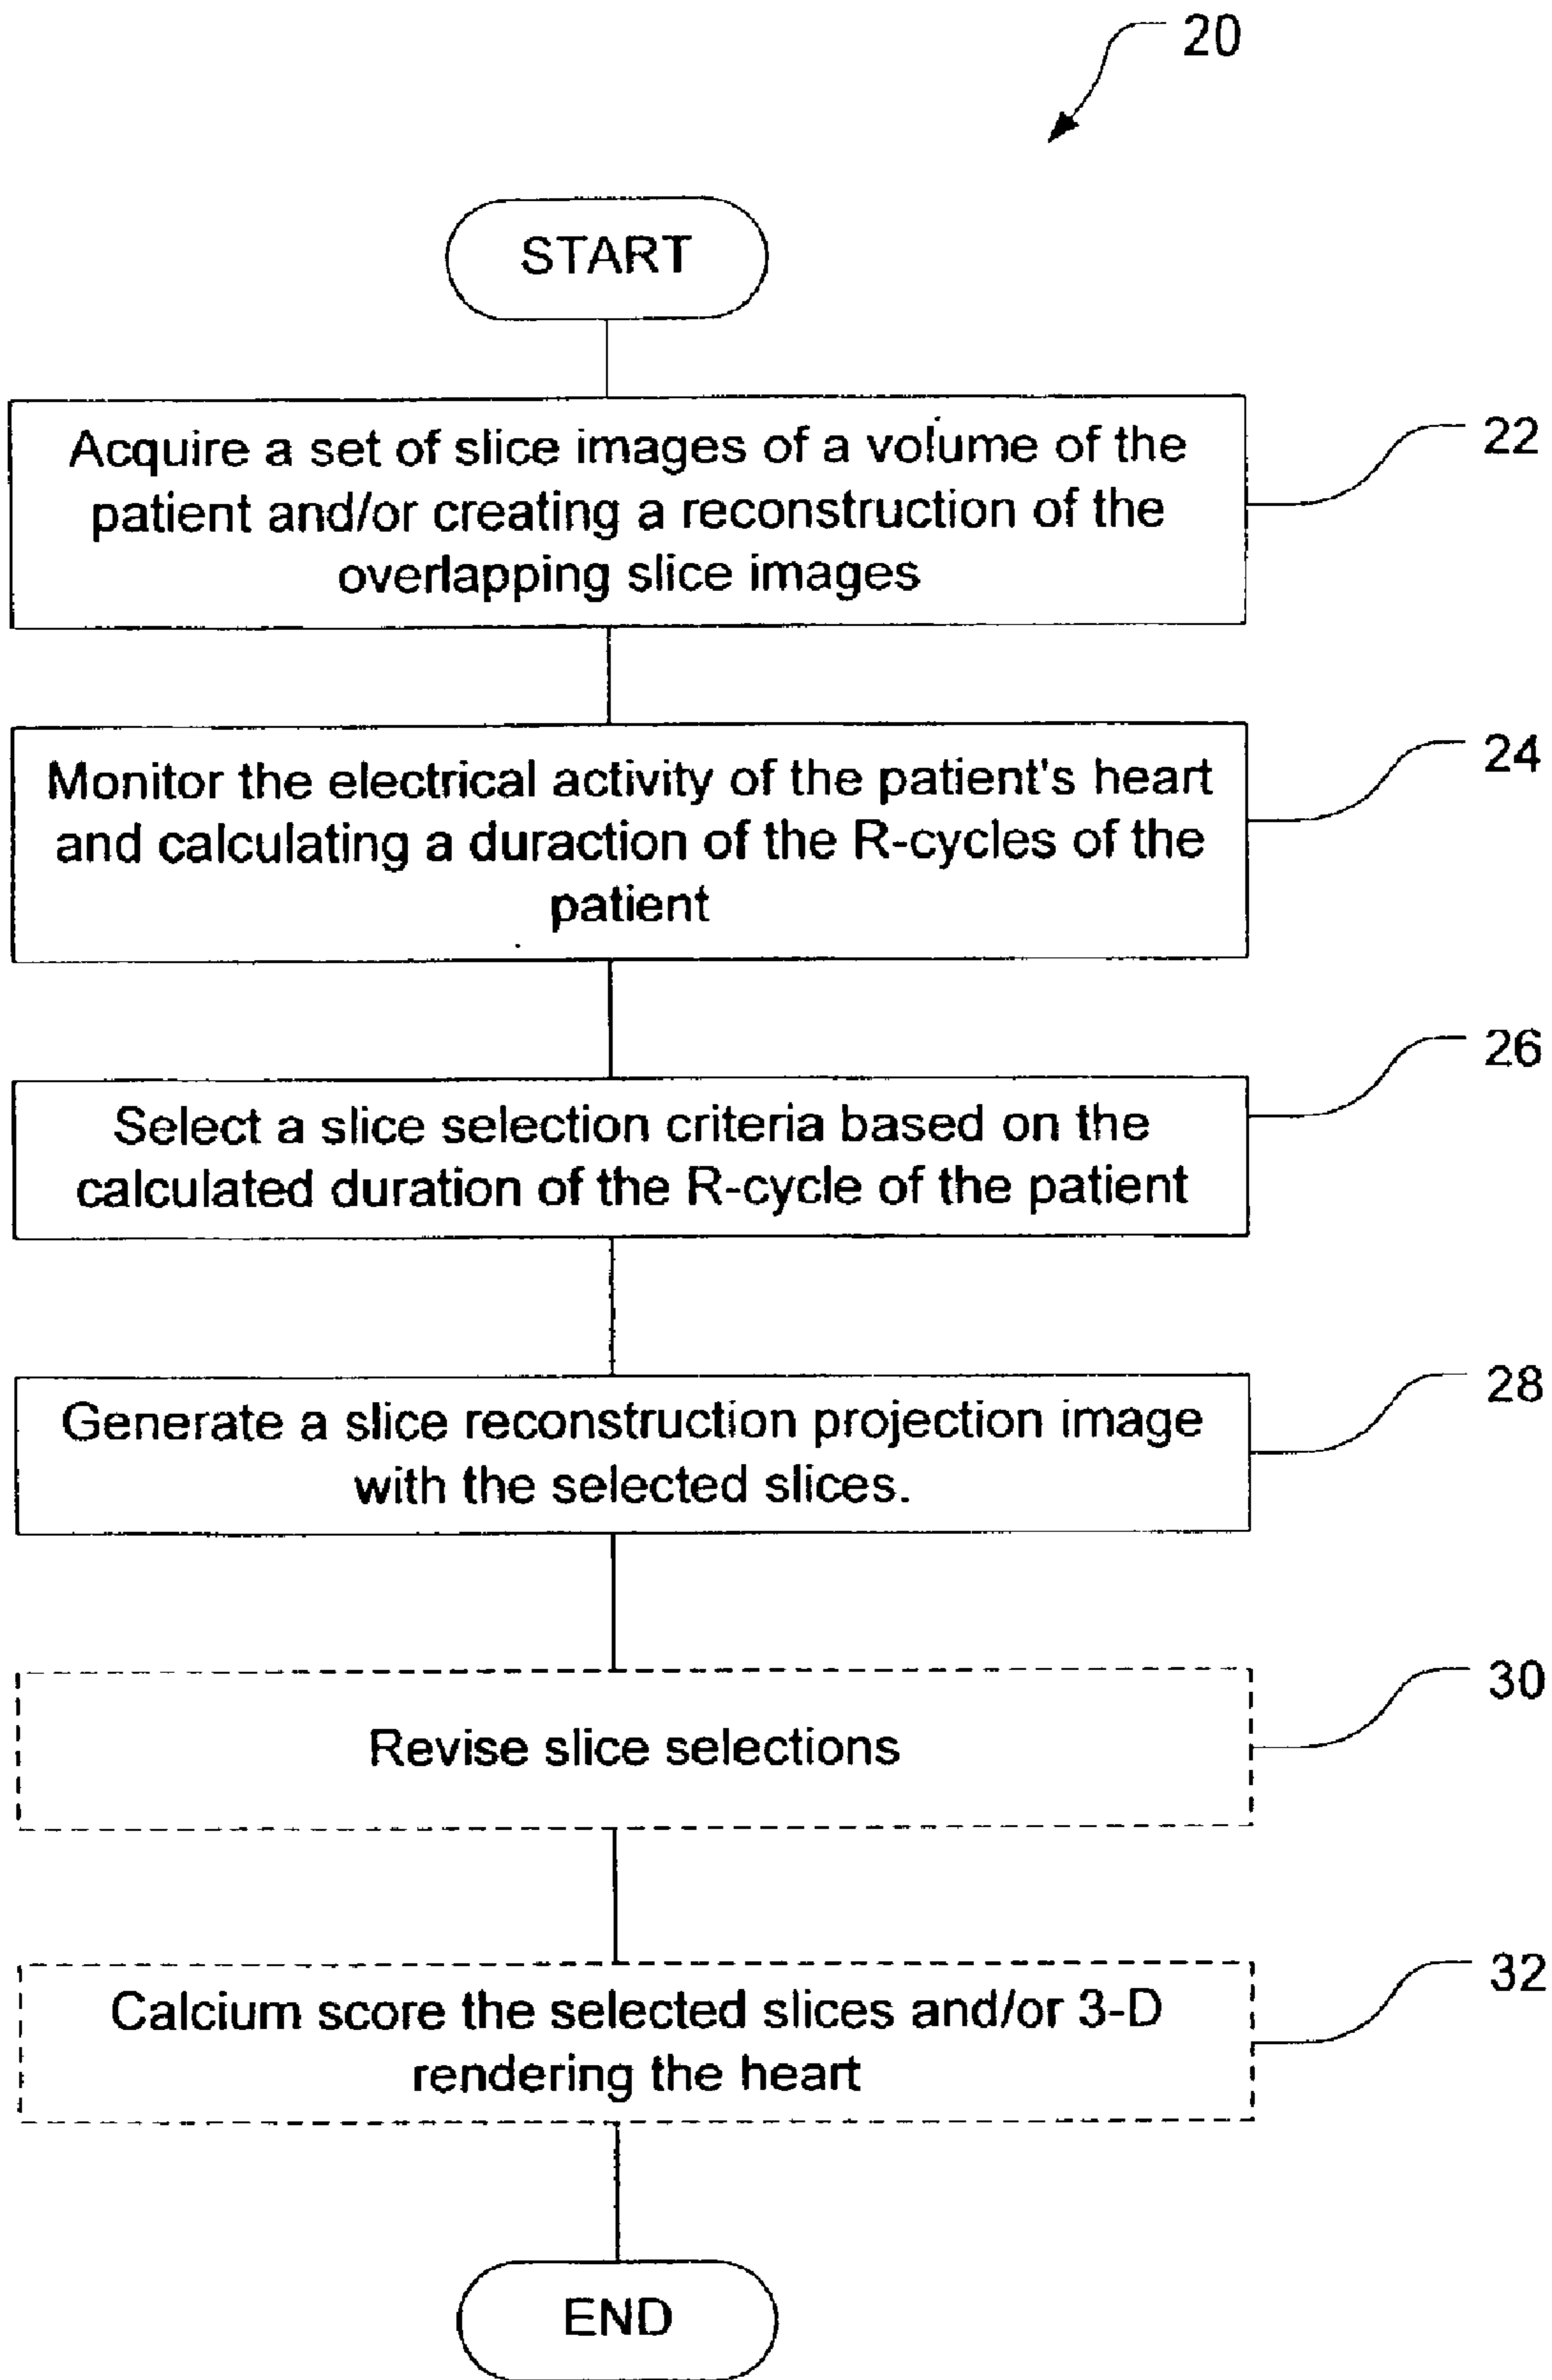 20
START
Acquire a set of slice images of a volume of the
patient and/or creating a reconstruction of the
overlapping slice images
22
Monitor the electrical activity of the patient's heart
and calculating a duraction of the R-cycles of the
patient
24
Select a slice selection criteria based on the
calculated duration of the R-cycle of the patient
26
Generate a slice reconstruction projection image
with the selected slices.
28
Revise slice selections
30
Calcium score the selected slices and/or 3-D
rendering the heart
32
END